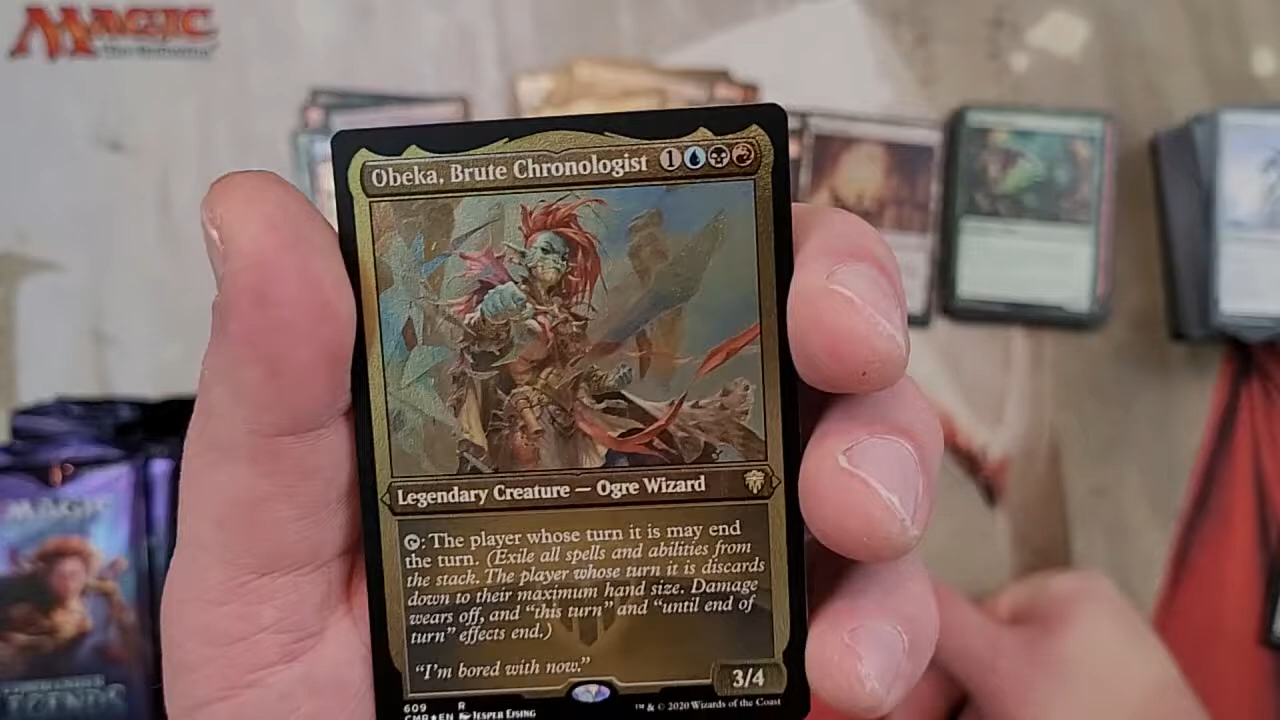 MAGIC
Obeka, Brute Chronologist 1
Legendary Creature — Ogre Wizard
: The player whose turn it is may end
the turn. (Exile all spells and abilities from
the stack. The player whose turn it is discards
down to their maximum hand size. Damage
wears off, and "this turn" and "until end of
turn" effects end.)
"I'm bored with now."
3/4
609 R
CMR★EN Jesper Ejsing
™ & © 2020 Wizards of the Coast
MAGIC
LEGENDS